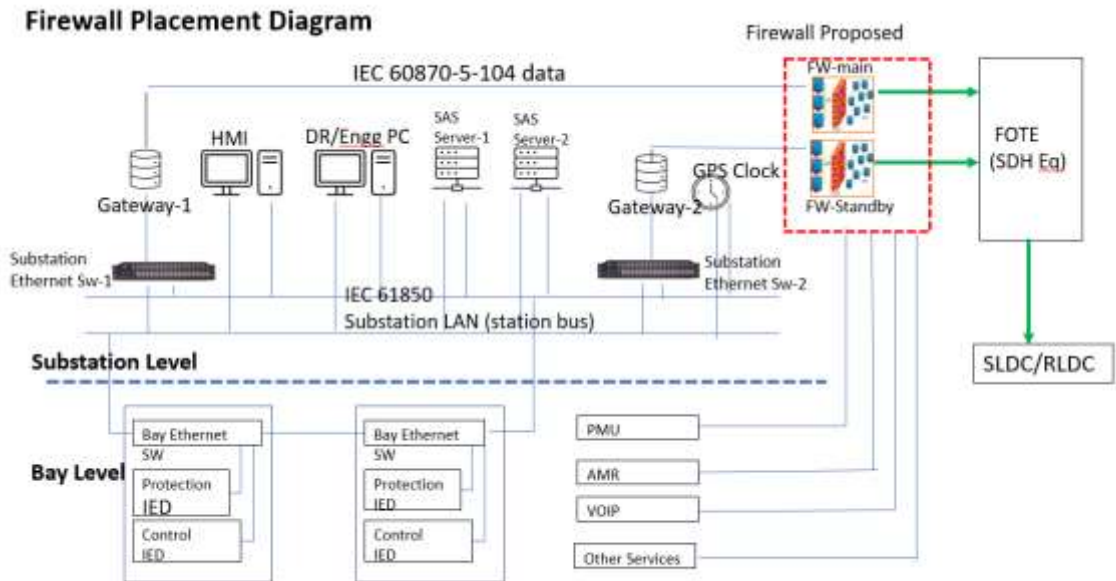 Firewall Placement Diagram
Firewall Proposed
IEC 60870-5-104 data
FW-main
HMI
DR/Engg PC
SAS
Server-1
SAS
Server-2
FOTE
(SDH Eq)
GPS Clock
Gateway-1
Gateway-2
FW-Standby
Substation
Ethernet Sw-1
Substation
Ethernet Sw-2
IEC 61850
Substation LAN (station bus)
Substation Level
SLDC/RLDC
Bay Level
Bay Ethernet
SW
Protection
IED
Control
IED
Bay Ethernet
SW
Protection
IED
Control
IED
PMU
AMR
VOIP
Other Services